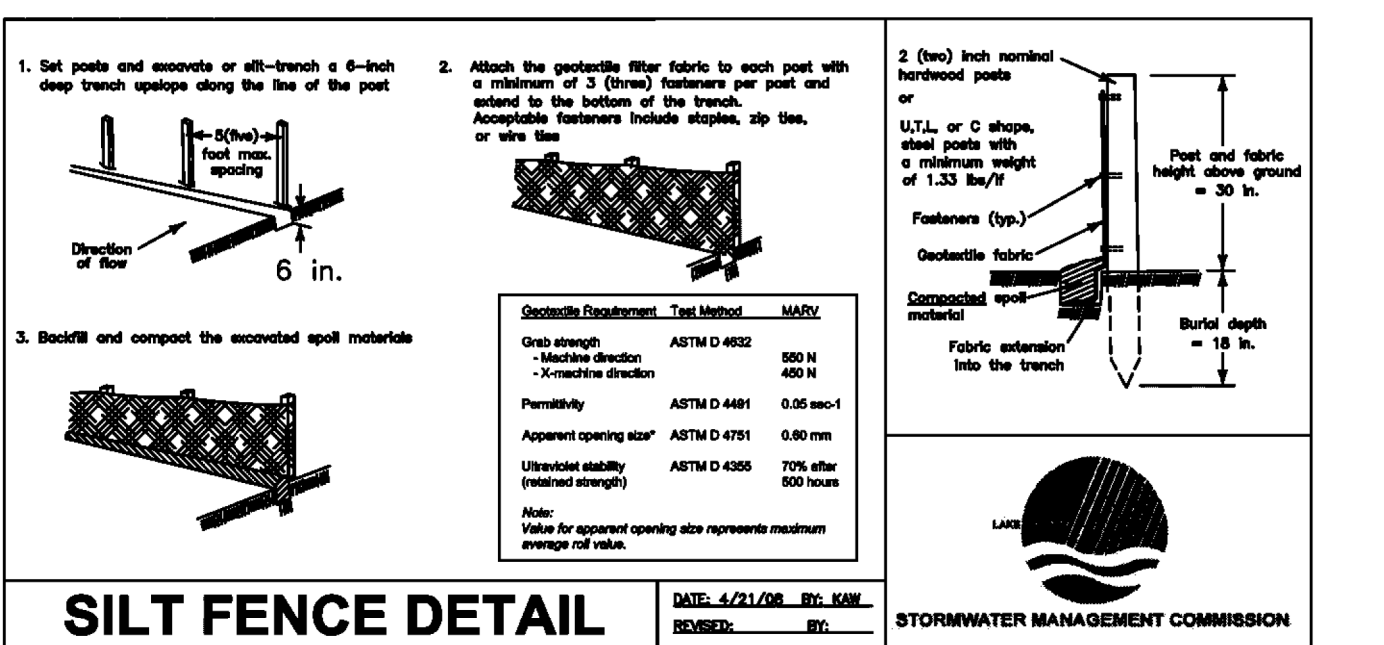 1. Set posts and excavate or slit-trench a 6-inch
deep trench upslope along the line of the post
5(five)
foot max.
spacing
Direction
of flow
6 in.
2. Attach the geotextile filter fabric to each post with
a minimum of 3 (three) fasteners per post and
extend to the bottom of the trench.
Acceptable fasteners include staples, zip ties,
or wire ties
3. Backfill and compact the excavated spoil materials
Geotextile Requirement Test Method MARV
Grab strength ASTM D 4632
- Machine direction 550 N
- X-machine direction 450 N
Permittivity ASTM D 4491 0.05 sec-1
Apparent opening size* ASTM D 4751 0.60 mm
Ultraviolet stability ASTM D 4355 70% after
(retained strength) 500 hours
Note:
Value for apparent opening size represents maximum
average roll value.
2 (two) inch nominal
hardwood posts
or
U,T,L, or C shape,
steel posts with
a minimum weight
of 1.33 lbs/lf
Fasteners (typ.)
Geotextile fabric
Compacted spoil
material
Fabric extension
into the trench
Post and fabric
height above ground
= 30 in.
Burial depth
= 18 in.
SILT FENCE DETAIL
DATE: 4/21/08 BY: KAW
REVISED: BY:
LAKE
STORMWATER MANAGEMENT COMMISSION